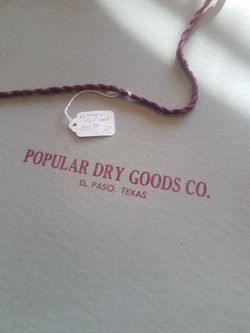 POPULAR DRY GOODS CO.
EL PASO, TEXAS